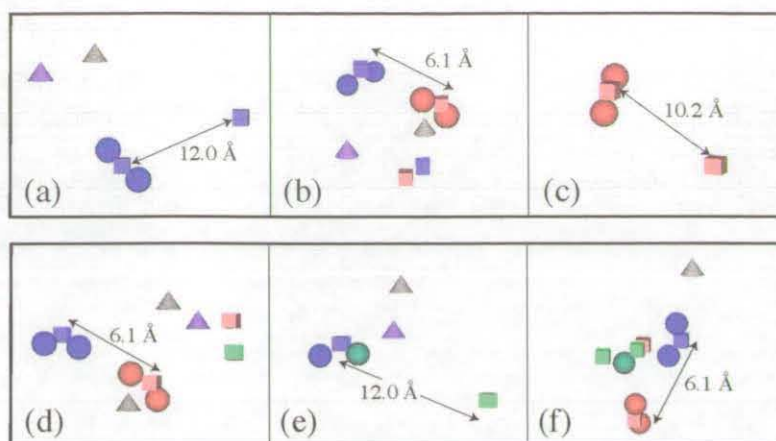 12.0 Å
(a)
6.1 Å
(b)
10.2 Å
(c)
6.1 Å
(d)
12.0 Å
(e)
6.1 Å
(f)